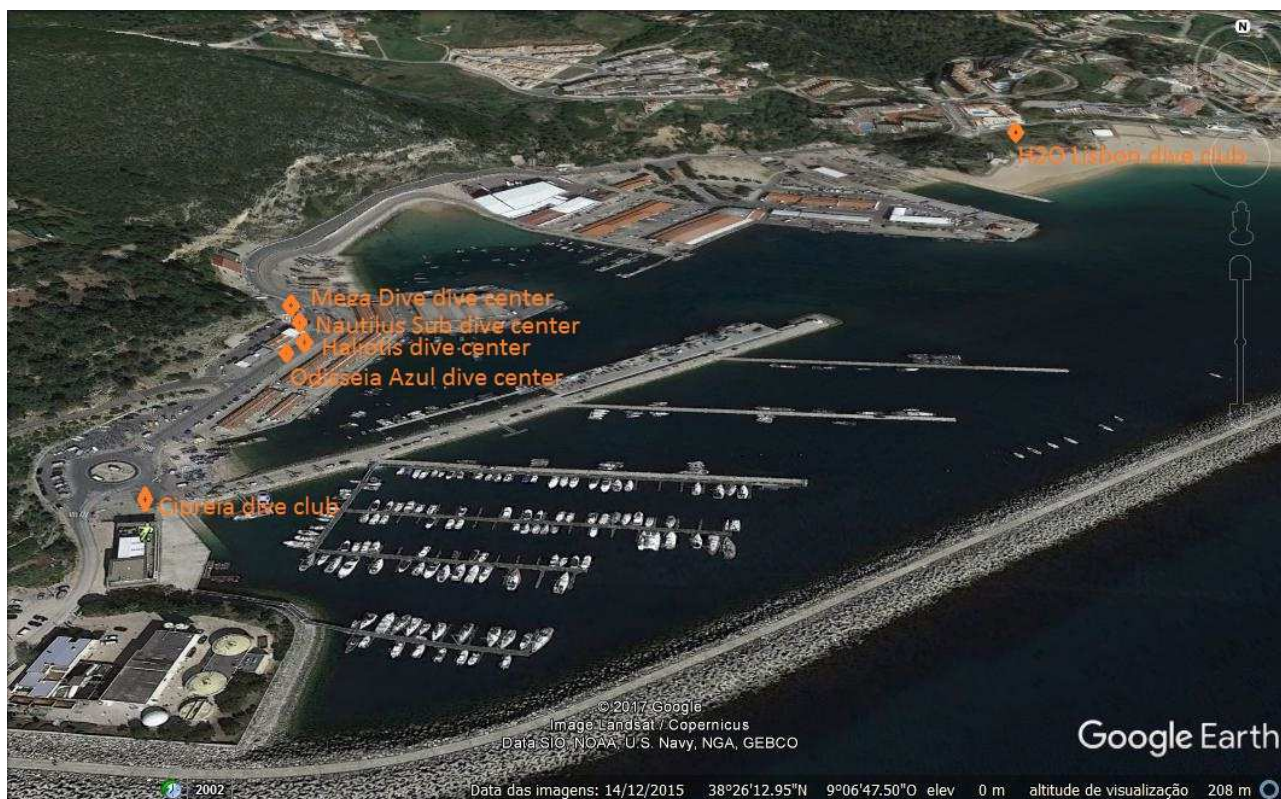 N
H2O Lisbon dive club
Mega Dive dive center
Nautilus Sub dive center
Haliotis dive center
Odisseia Azul dive center
Cipreia dive club
© 2017 Google
Image Landsat / Copernicus
Data SIO, NOAA, U.S. Navy, NGA, GEBCO
Google Earth
2002
Data das imagens: 14/12/2015 38°26'12.95"N 9°06'47.50"O elev 0 m altitude de visualização 208 m